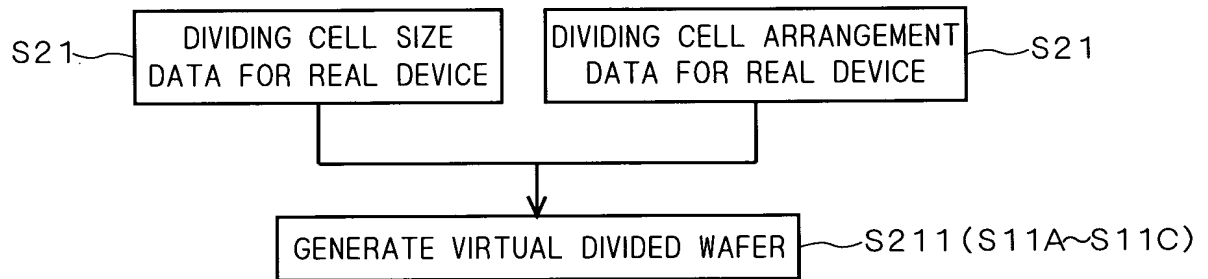 S21
DIVIDING CELL SIZE
DATA FOR REAL DEVICE
DIVIDING CELL ARRANGEMENT
DATA FOR REAL DEVICE
S21
GENERATE VIRTUAL DIVIDED WAFER
S211(S11A~S11C)